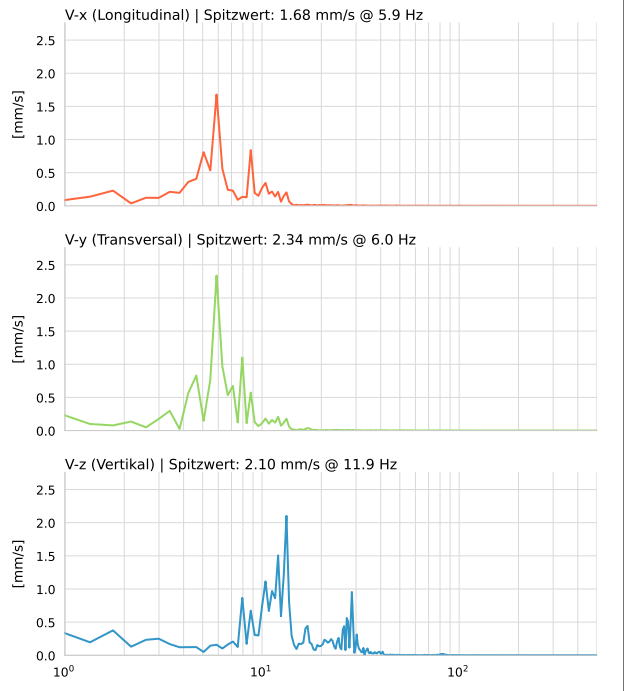 V-x (Longitudinal) | Spitzwert: 1.68 mm/s @ 5.9 Hz
2.5
2.0
1.5
1.0
0.5
0.0
[mm/s]
V-y (Transversal) | Spitzwert: 2.34 mm/s @ 6.0 Hz
2.5
2.0
1.5
1.0
0.5
0.0
[mm/s]
V-z (Vertikal) | Spitzwert: 2.10 mm/s @ 11.9 Hz
2.5
2.0
1.5
1.0
0.5
0.0
[mm/s]
10⁰ 10¹ 10²